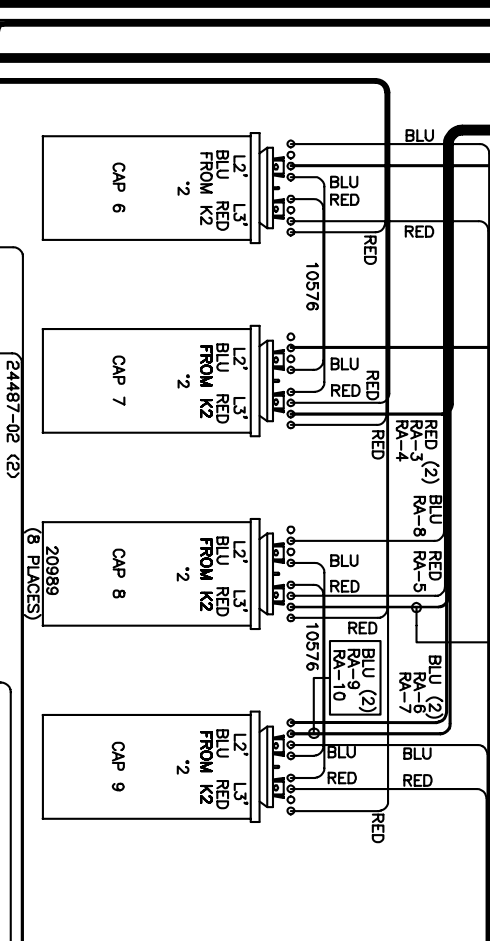 BLU
CAP 6
L2' L3'
BLU RED
FROM K2
*2
BLU
RED
RED
RED
10576
CAP 7
L2' L3'
BLU RED
FROM K2
*2
BLU
RED
RED
RED
RED (2)
RA-3
RA-4
24487-02 (2)
BLU
RA-8
RED
RA-5
CAP 8
L2' L3'
BLU RED
FROM K2
*2
BLU
RED
RED
20989
(8 PLACES)
10576
BLU (2)
RA-9
RA-10
BLU (2)
RA-6
RA-7
CAP 9
L2' L3'
BLU RED
FROM K2
*2
BLU
BLU
RED
RED
RED